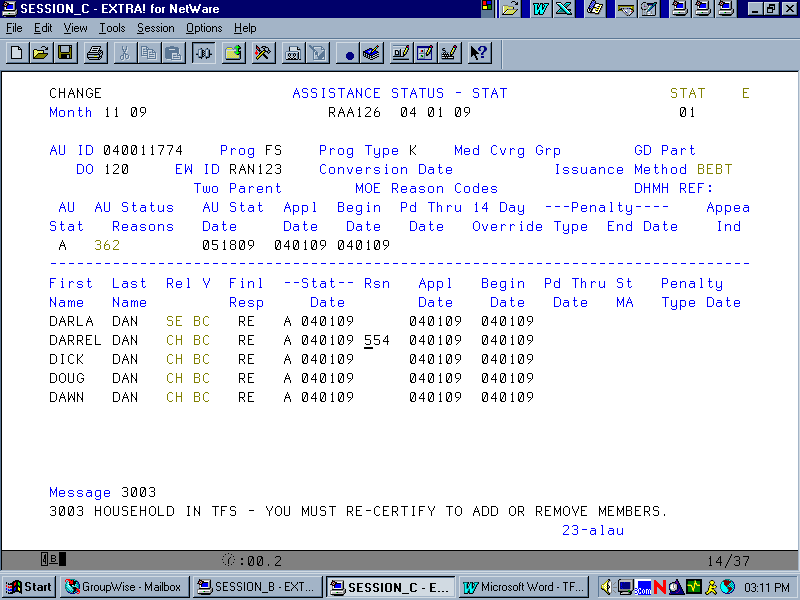 SESSION_C - EXTRA! for NetWare
File Edit View Tools Session Options Help
CHANGE ASSISTANCE STATUS - STAT STAT E
Month 11 09 RAA126 04 01 09 01
AU ID 040011774 Prog FS Prog Type K Med Cvrg Grp GD Part
DO 120 EW ID RAN123 Conversion Date Issuance Method BEBT
Two Parent MOE Reason Codes DHMH REF:
AU AU Status AU Stat Appl Begin Pd Thru 14 Day ---Penalty---- Appea
Stat Reasons Date Date Date Date Override Type End Date Ind
A 362 051809 040109 040109
------------------------------------------------------------------------------
First Last Rel V Finl --Stat-- Rsn Appl Begin Pd Thru St Penalty
Name Name Resp Date Date Date Date MA Type Date
DARLA DAN SE BC RE A 040109 040109 040109
DARREL DAN CH BC RE A 040109 554 040109 040109
DICK DAN CH BC RE A 040109 040109 040109
DOUG DAN CH BC RE A 040109 040109 040109
DAWN DAN CH BC RE A 040109 040109 040109
Message 3003
3003 HOUSEHOLD IN TFS - YOU MUST RE-CERTIFY TO ADD OR REMOVE MEMBERS.
23-alau
:00.2 14/37
Start GroupWise - Mailbox SESSION_B - EXT... SESSION_C - E... Microsoft Word - TF... 03:11 PM